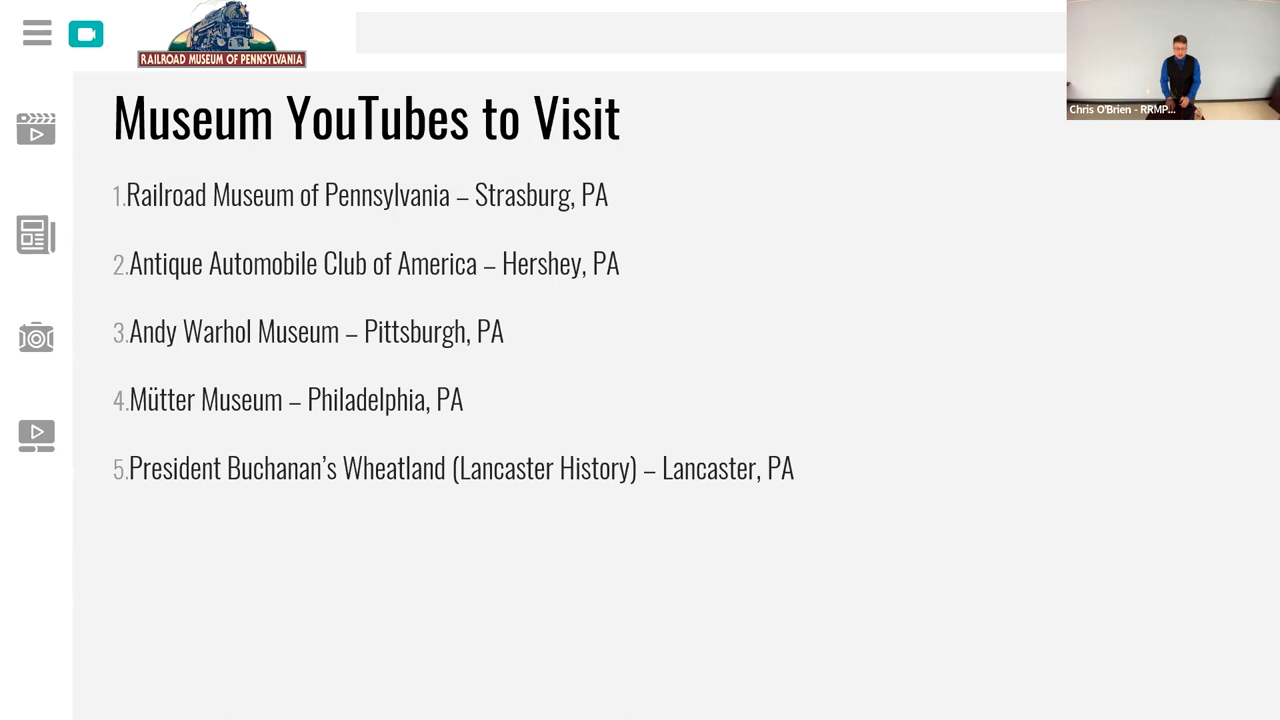 RAILROAD MUSEUM OF PENNSYLVANIA
Chris O'Brien - RRMP...
Museum YouTubes to Visit
1.Railroad Museum of Pennsylvania – Strasburg, PA
2.Antique Automobile Club of America – Hershey, PA
3.Andy Warhol Museum – Pittsburgh, PA
4.Mütter Museum – Philadelphia, PA
5.President Buchanan’s Wheatland (Lancaster History) – Lancaster, PA